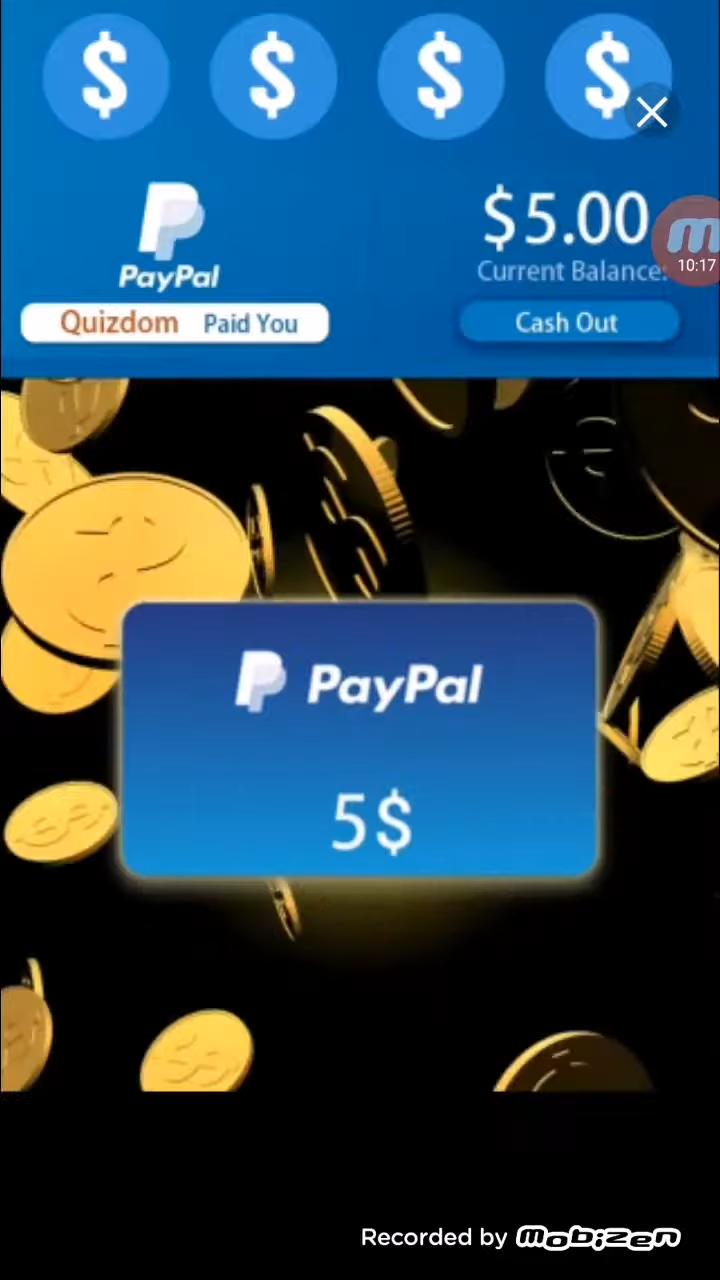 $ $ $ $
PayPal
Quizdom Paid You
$5.00
Current Balance:
Cash Out
10:17
PayPal
5$
Recorded by mobizen